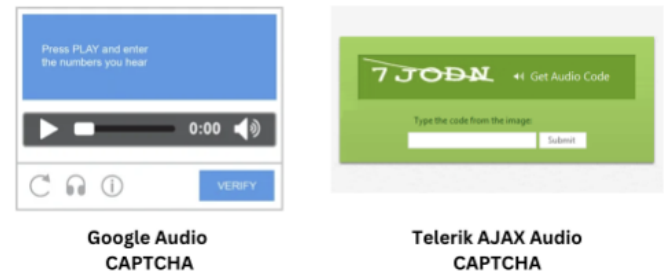 Press PLAY and enter
the numbers you hear
0:00
VERIFY
7JODN
Get Audio Code
Type the code from the image:
Submit
Google Audio
CAPTCHA
Telerik AJAX Audio
CAPTCHA